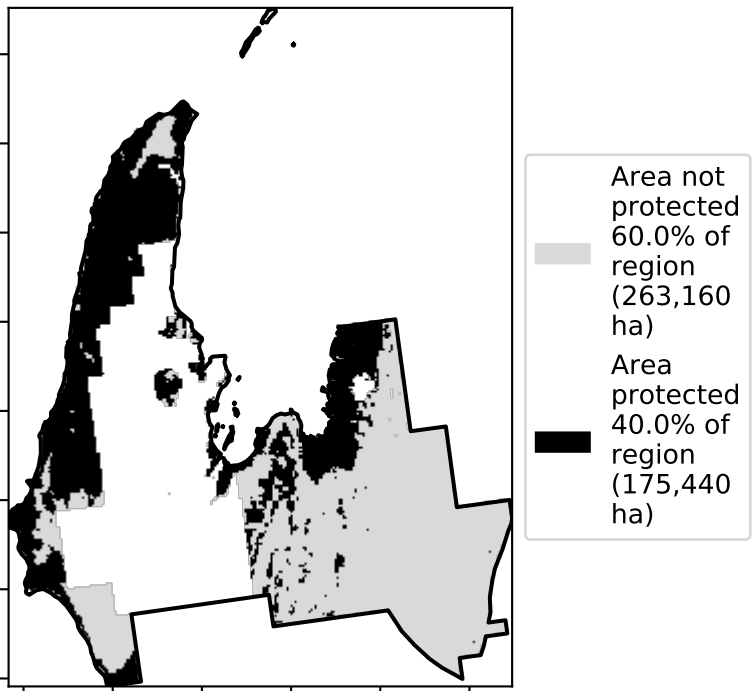 Area not
protected
60.0% of
region
(263,160
ha)
Area
protected
40.0% of
region
(175,440
ha)